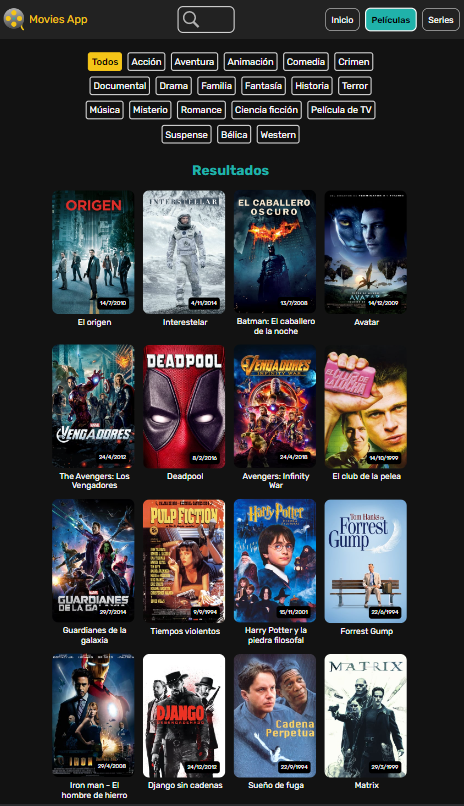 Movies App
Inicio
Películas
Series
Todos
Acción
Aventura
Animación
Comedia
Crimen
Documental
Drama
Familia
Fantasía
Historia
Terror
Música
Misterio
Romance
Ciencia ficción
Película de TV
Suspense
Bélica
Western
Resultados
ORIGEN
14/7/2010
El origen
INTERSTELLAR
4/11/2014
Interestelar
EL CABALLERO
OSCURO
13/7/2008
Batman: El caballero
de la noche
AVATAR
14/12/2009
Avatar
MARVEL
VENGADORES
24/4/2012
The Avengers: Los
Vengadores
DEADPOOL
8/2/2016
Deadpool
VENGADORES
INFINITY WAR
24/4/2018
Avengers: Infinity
War
EL CLUB DE
LA LUCHA
14/10/1999
El club de la pelea
GUARDIANES
DE LA GA
29/7/2014
Guardianes de la
galaxia
PULP FICTION
9/9/1994
Tiempos violentos
Harry Potter
15/11/2001
Harry Potter y la
piedra filosofal
Tom Hanks es
Forrest
Gump
22/6/1994
Forrest Gump
29/4/2008
Iron man - El
hombre de hierro
DJANGO
24/12/2012
Django sin cadenas
Cadena
Perpetua
22/9/1994
Sueño de fuga
MATRIX
29/3/1999
Matrix